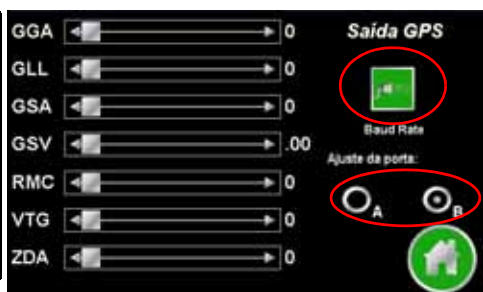 GGA 0
GLL 0
GSA 0
GSV .00
RMC 0
VTG 0
ZDA 0
Saída GPS
Baud Rate
Ajuste da porta:
A B